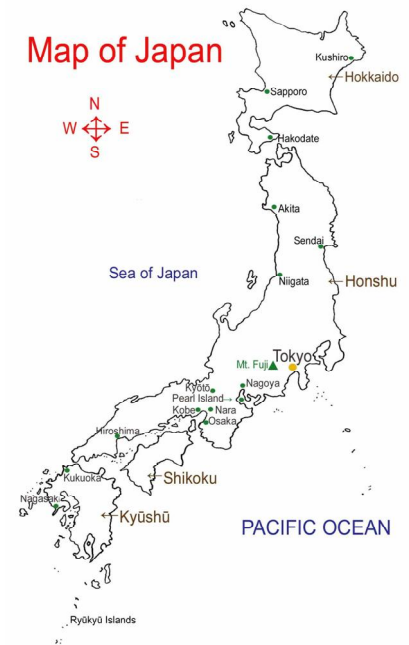 Map of Japan
Kushiro
←Hokkaido
Sapporo
N
W E
S
Hakodate
Akita
Sendai
Sea of Japan
Niigata
←Honshu
Tokyo
Mt. Fuji
Nagoya
Kyoto
Pearl Island→
Kobe
Nara
Osaka
Hiroshima
Kukuoka
←Shikoku
Nagasaki
←Kyūshū
PACIFIC OCEAN
Ryūkyū Islands